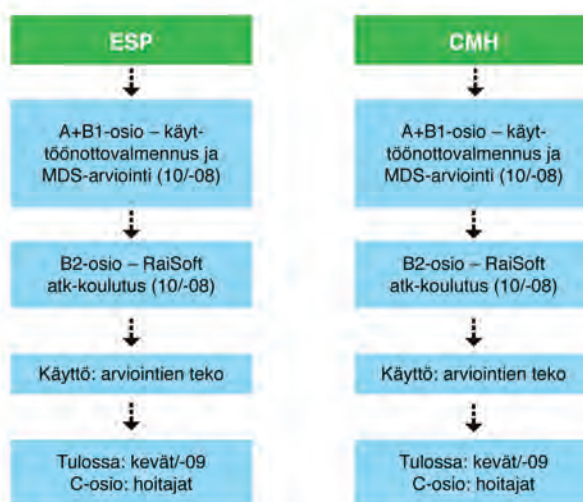 ESP
A+B1-osio – käyt-
töönottovalmennus ja
MDS-arviointi (10/-08)
B2-osio – RaiSoft
atk-koulutus (10/-08)
Käyttö: arviointien teko
Tulossa: kevät/-09
C-osio: hoitajat
CMH
A+B1-osio – käyt-
töönottovalmennus ja
MDS-arviointi (10/-08)
B2-osio – RaiSoft
atk-koulutus (10/-08)
Käyttö: arviointien teko
Tulossa: kevät/-09
C-osio: hoitajat